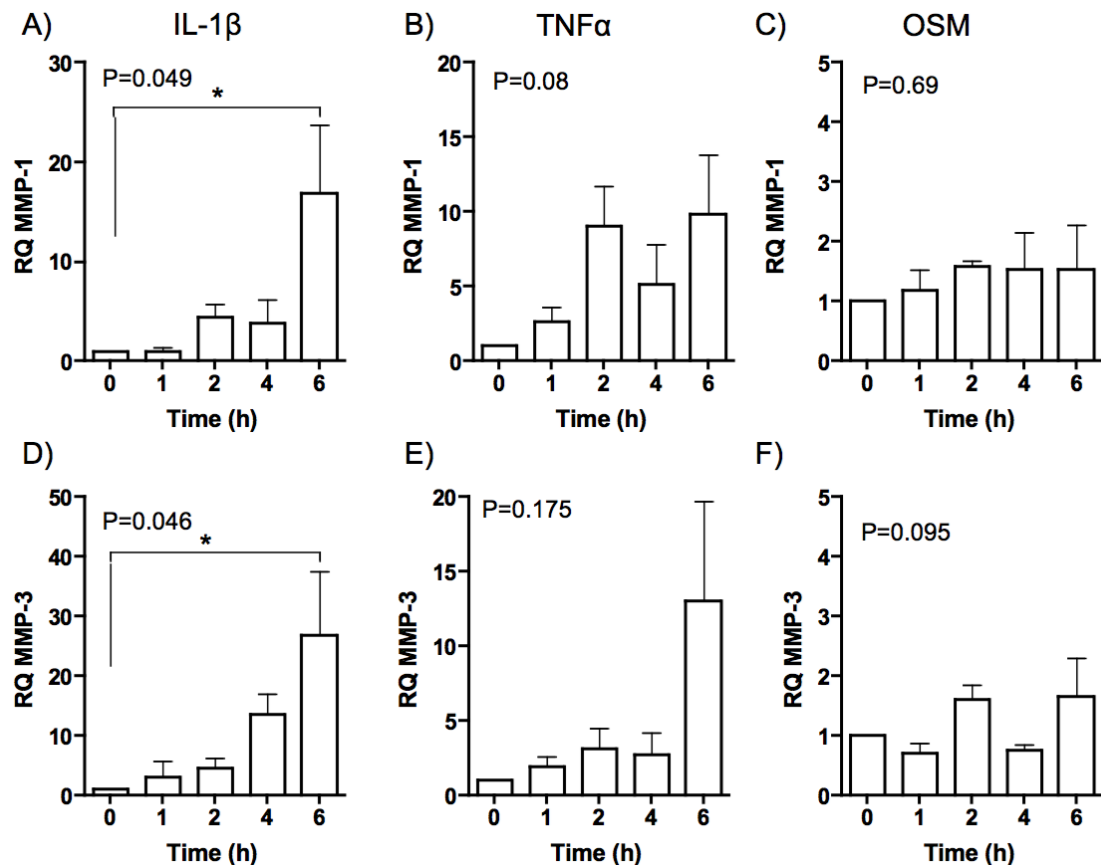 A) IL-1β
P=0.049
*
RQ MMP-1
30
20
10
0
0 1 2 4 6
Time (h)
B) TNFα
P=0.08
RQ MMP-1
20
15
10
5
0
0 1 2 4 6
Time (h)
C) OSM
P=0.69
RQ MMP-1
5
4
3
2
1
0
0 1 2 4 6
Time (h)
D)
P=0.046
*
RQ MMP-3
50
40
30
20
10
0
0 1 2 4 6
Time (h)
E)
P=0.175
RQ MMP-3
20
15
10
5
0
0 1 2 4 6
Time (h)
F)
P=0.095
RQ MMP-3
5
4
3
2
1
0
0 1 2 4 6
Time (h)